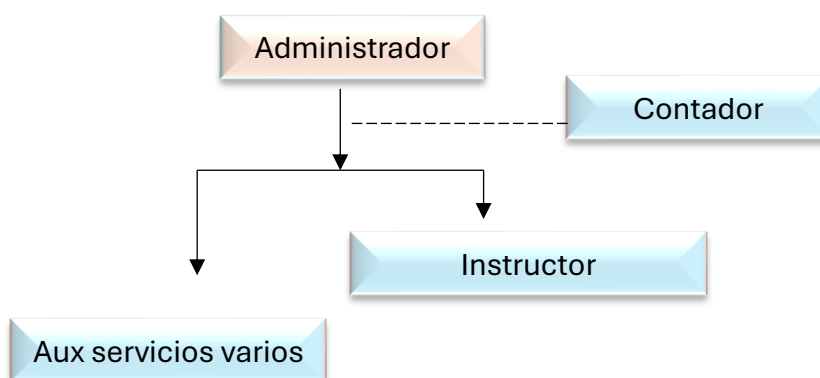 Administrador
Contador
Instructor
Aux servicios varios